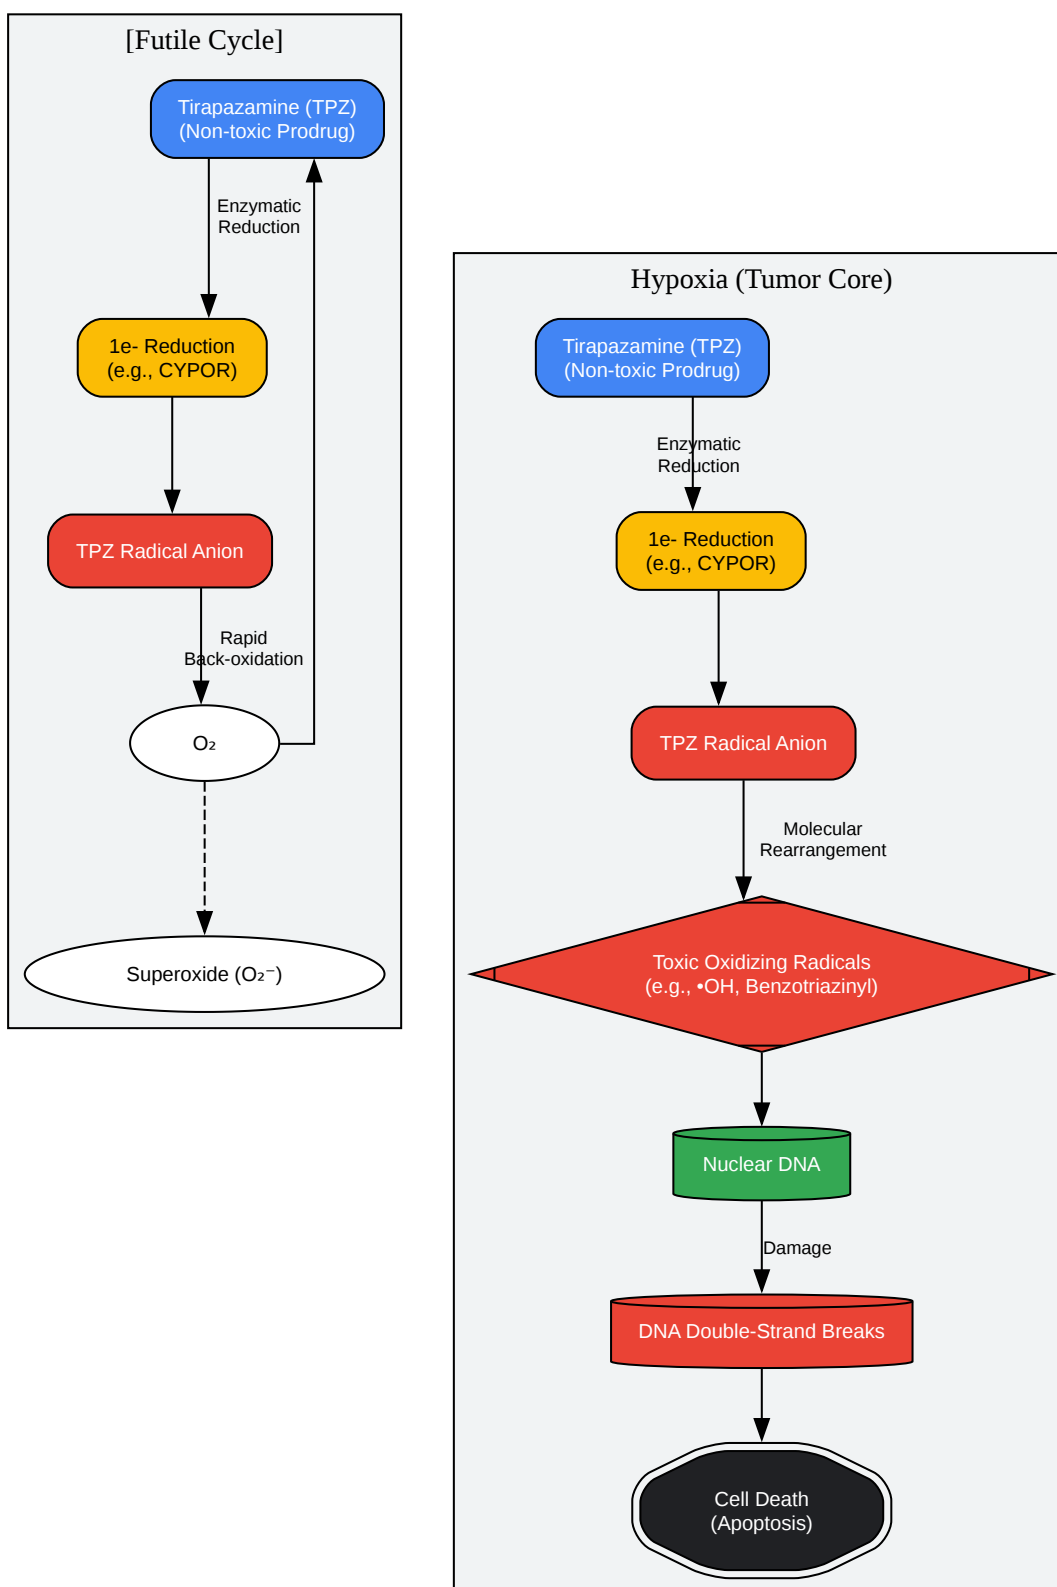 [Futile Cycle]
Tirapazamine (TPZ)
(Non-toxic Prodrug)
Enzymatic
Reduction
1e- Reduction
(e.g., CYPOR)
TPZ Radical Anion
Rapid
Back-oxidation
O₂
Superoxide (O₂⁻)
Hypoxia (Tumor Core)
Tirapazamine (TPZ)
(Non-toxic Prodrug)
Enzymatic
Reduction
1e- Reduction
(e.g., CYPOR)
TPZ Radical Anion
Molecular
Rearrangement
Toxic Oxidizing Radicals
(e.g., •OH, Benzotriazinyl)
Nuclear DNA
Damage
DNA Double-Strand Breaks
Cell Death
(Apoptosis)